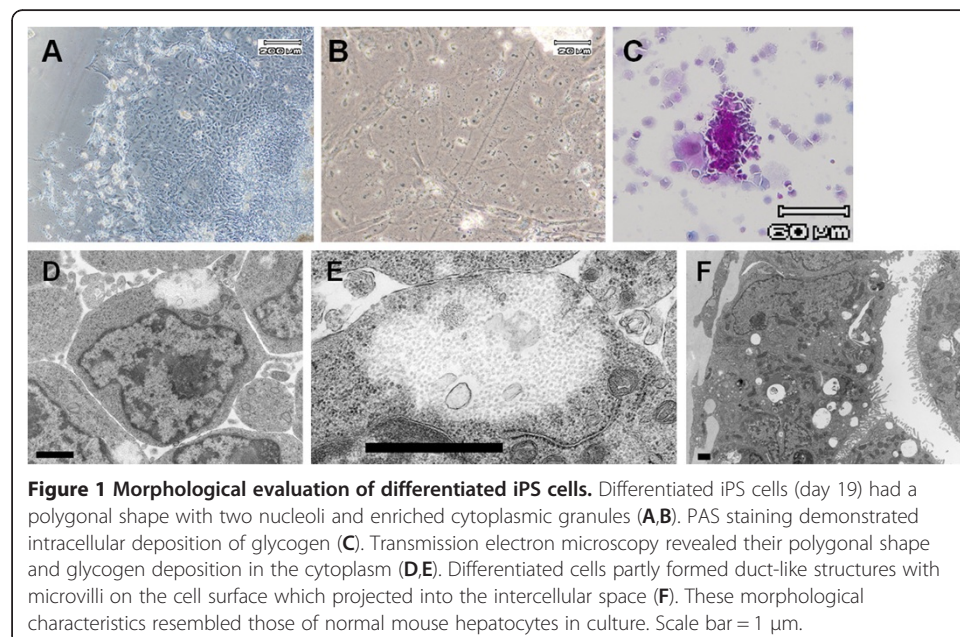 A
200 µm
B
20 µm
C
60 µm
D
E
F
Figure 1 Morphological evaluation of differentiated iPS cells. Differentiated iPS cells (day 19) had a
polygonal shape with two nucleoli and enriched cytoplasmic granules (A,B). PAS staining demonstrated
intracellular deposition of glycogen (C). Transmission electron microscopy revealed their polygonal shape
and glycogen deposition in the cytoplasm (D,E). Differentiated cells partly formed duct-like structures with
microvilli on the cell surface which projected into the intercellular space (F). These morphological
characteristics resembled those of normal mouse hepatocytes in culture. Scale bar = 1 µm.